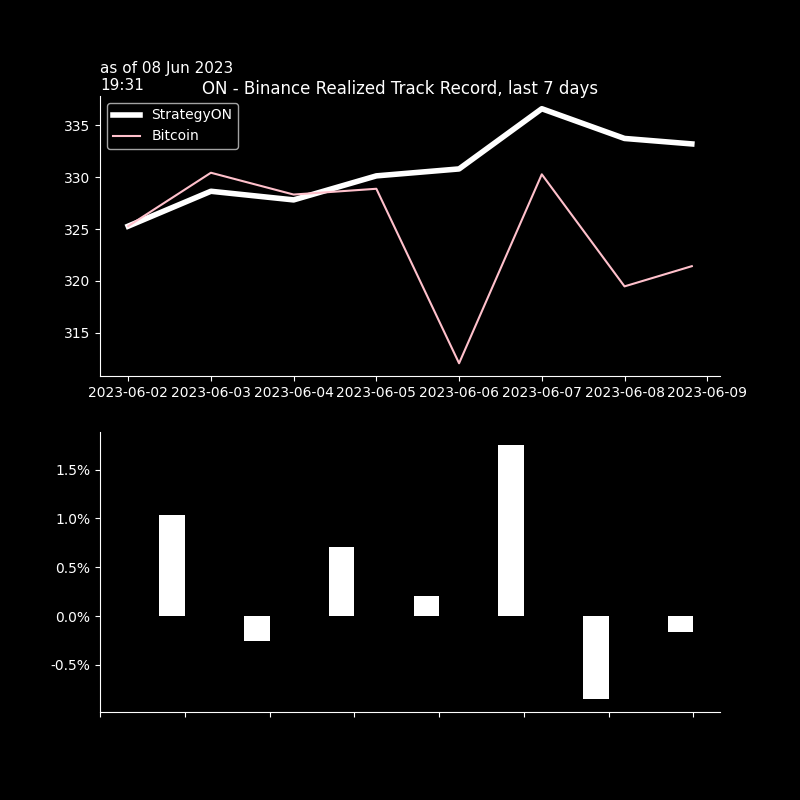 as of 08 Jun 2023
19:31
ON - Binance Realized Track Record, last 7 days
StrategyON
Bitcoin
335
330
325
320
315
2023-06-02 2023-06-03 2023-06-04 2023-06-05 2023-06-06 2023-06-07 2023-06-08 2023-06-09
1.5%
1.0%
0.5%
0.0%
-0.5%